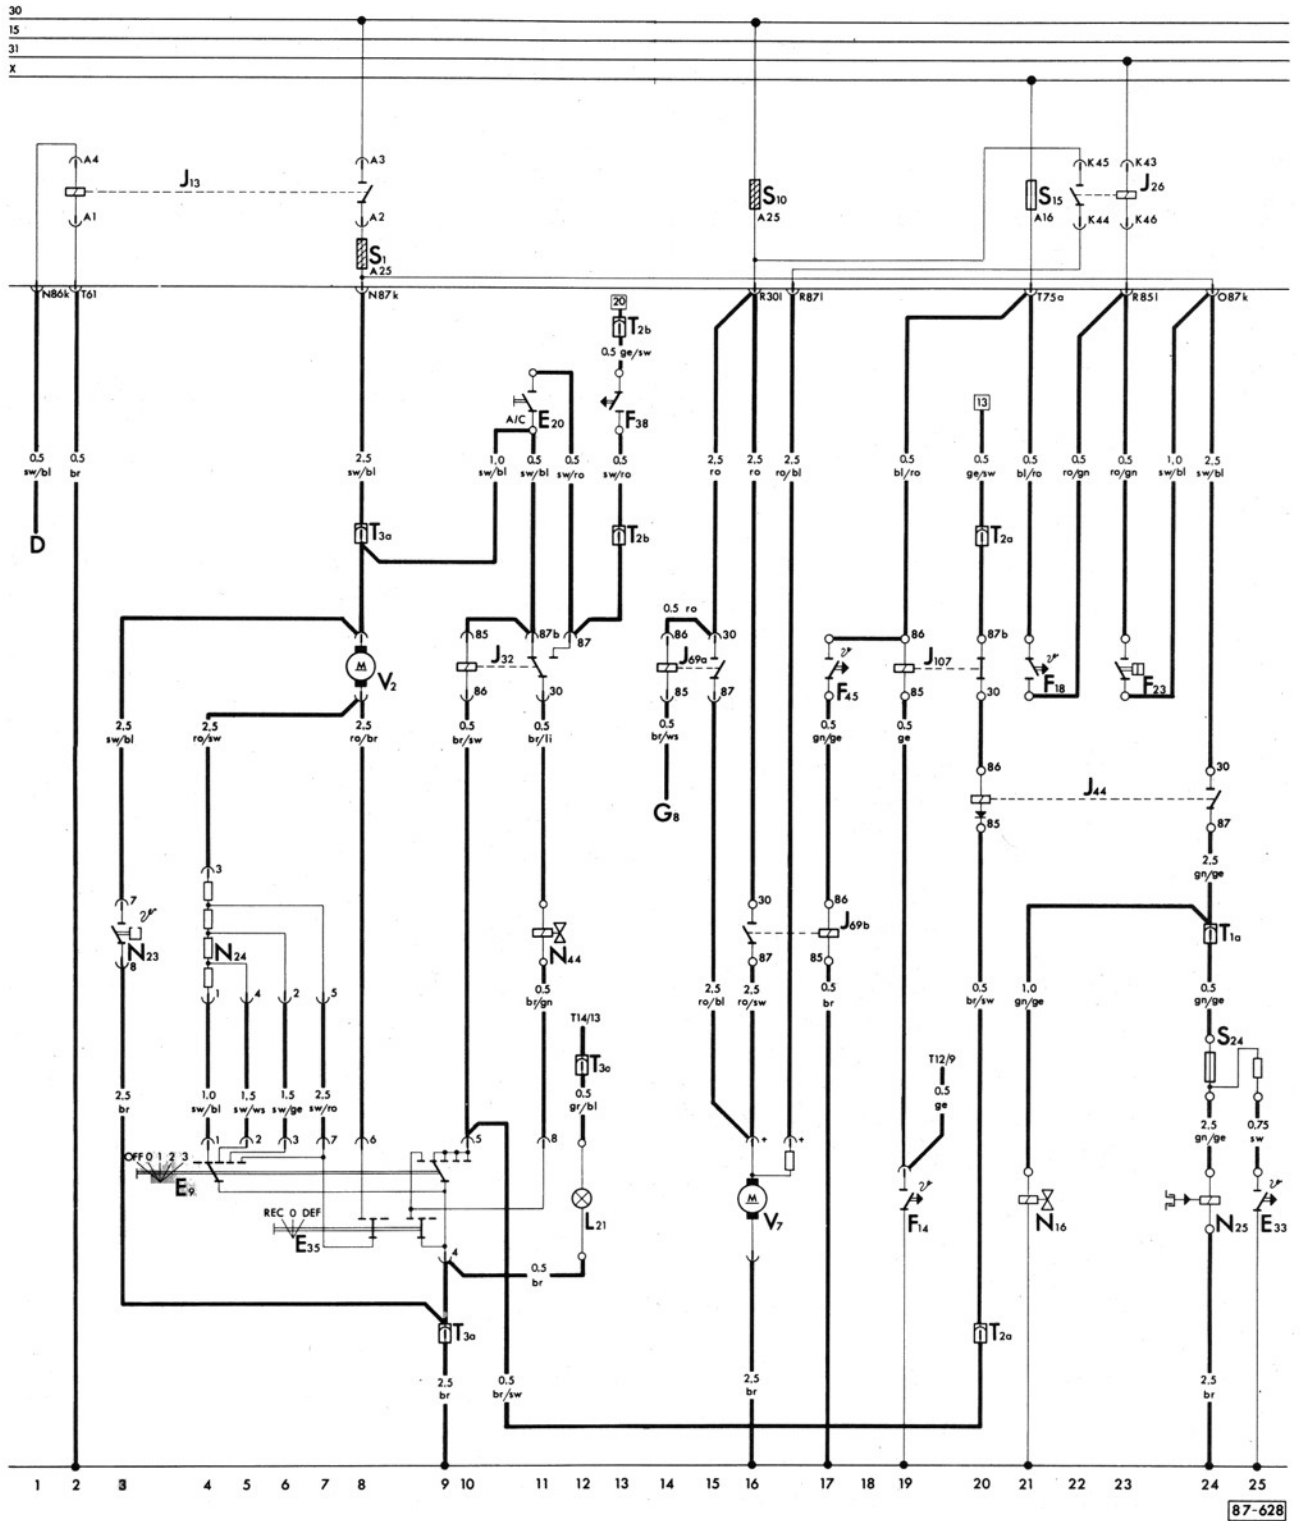 30
15
31
X
A4
A3
K45
K43
J13
S10
S15
J26
A1
A2
A25
A16
K44
K46
S1
A25
N86k
T61
N87k
R30l
R87l
T75a
R85l
O87k
20
T2b
0.5 ge/sw
A/C
E20
F38
13
0.5
sw/bl
0.5
br
2,5
sw/bl
1,0
sw/bl
0.5
sw/bl
0.5
sw/ro
0.5
sw/ro
2,5
ro
2,5
ro
2,5
ro/bl
0.5
bl/ro
0.5
ge/sw
0.5
bl/ro
0.5
ro/gn
0.5
ro/gn
1,0
sw/bl
2,5
sw/bl
D
T3a
T2b
T2a
0.5 ro
85
87b
87
86
30
86
87b
J32
J69a
J107
M
V2
86
30
85
87
F45
85
30
F18
F23
2,5
sw/bl
2,5
ro/sw
2,5
ro/br
0.5
br/sw
0.5
br/li
0.5
br/ws
0.5
gn/ge
0.5
ge
86
30
J44
G8
85
87
2,5
gn/ge
3
7
30
86
N23
N24
N44
J69b
T1a
8
87
85
1
4
2
5
0.5
br/gn
2,5
ro/bl
2,5
ro/sw
0.5
br
0.5
br/sw
1,0
gn/ge
0.5
gn/ge
T14/13
S24
T3a
T12/9
0.5
ge
2,5
br
1,0
sw/bl
1,5
sw/ws
1,5
sw/ge
2,5
sw/ro
0.5
gr/bl
2,5
gn/ge
0,75
sw
1
2
3
7
6
5
8
+
+
OFF 0 1 2 3
E9
REC 0 DEF
E35
L21
M
V7
F14
N16
N25
E33
4
0.5
br
T3a
T2a
2,5
br
0.5
br/sw
2,5
br
2,5
br
1 2 3 4 5 6 7 8 9 10 11 12 13 14 15 16 17 18 19 20 21 22 23 24 25
87-628